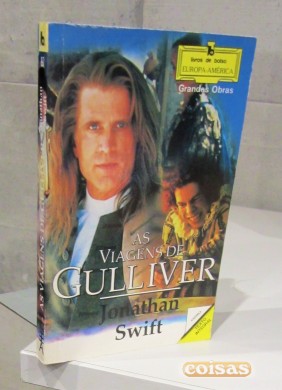 livros de bolso
EUROPA-AMÉRICA
Grandes Obras
AS
VIAGENS DE
GULLIVER
Jonathan
Swift
coisas